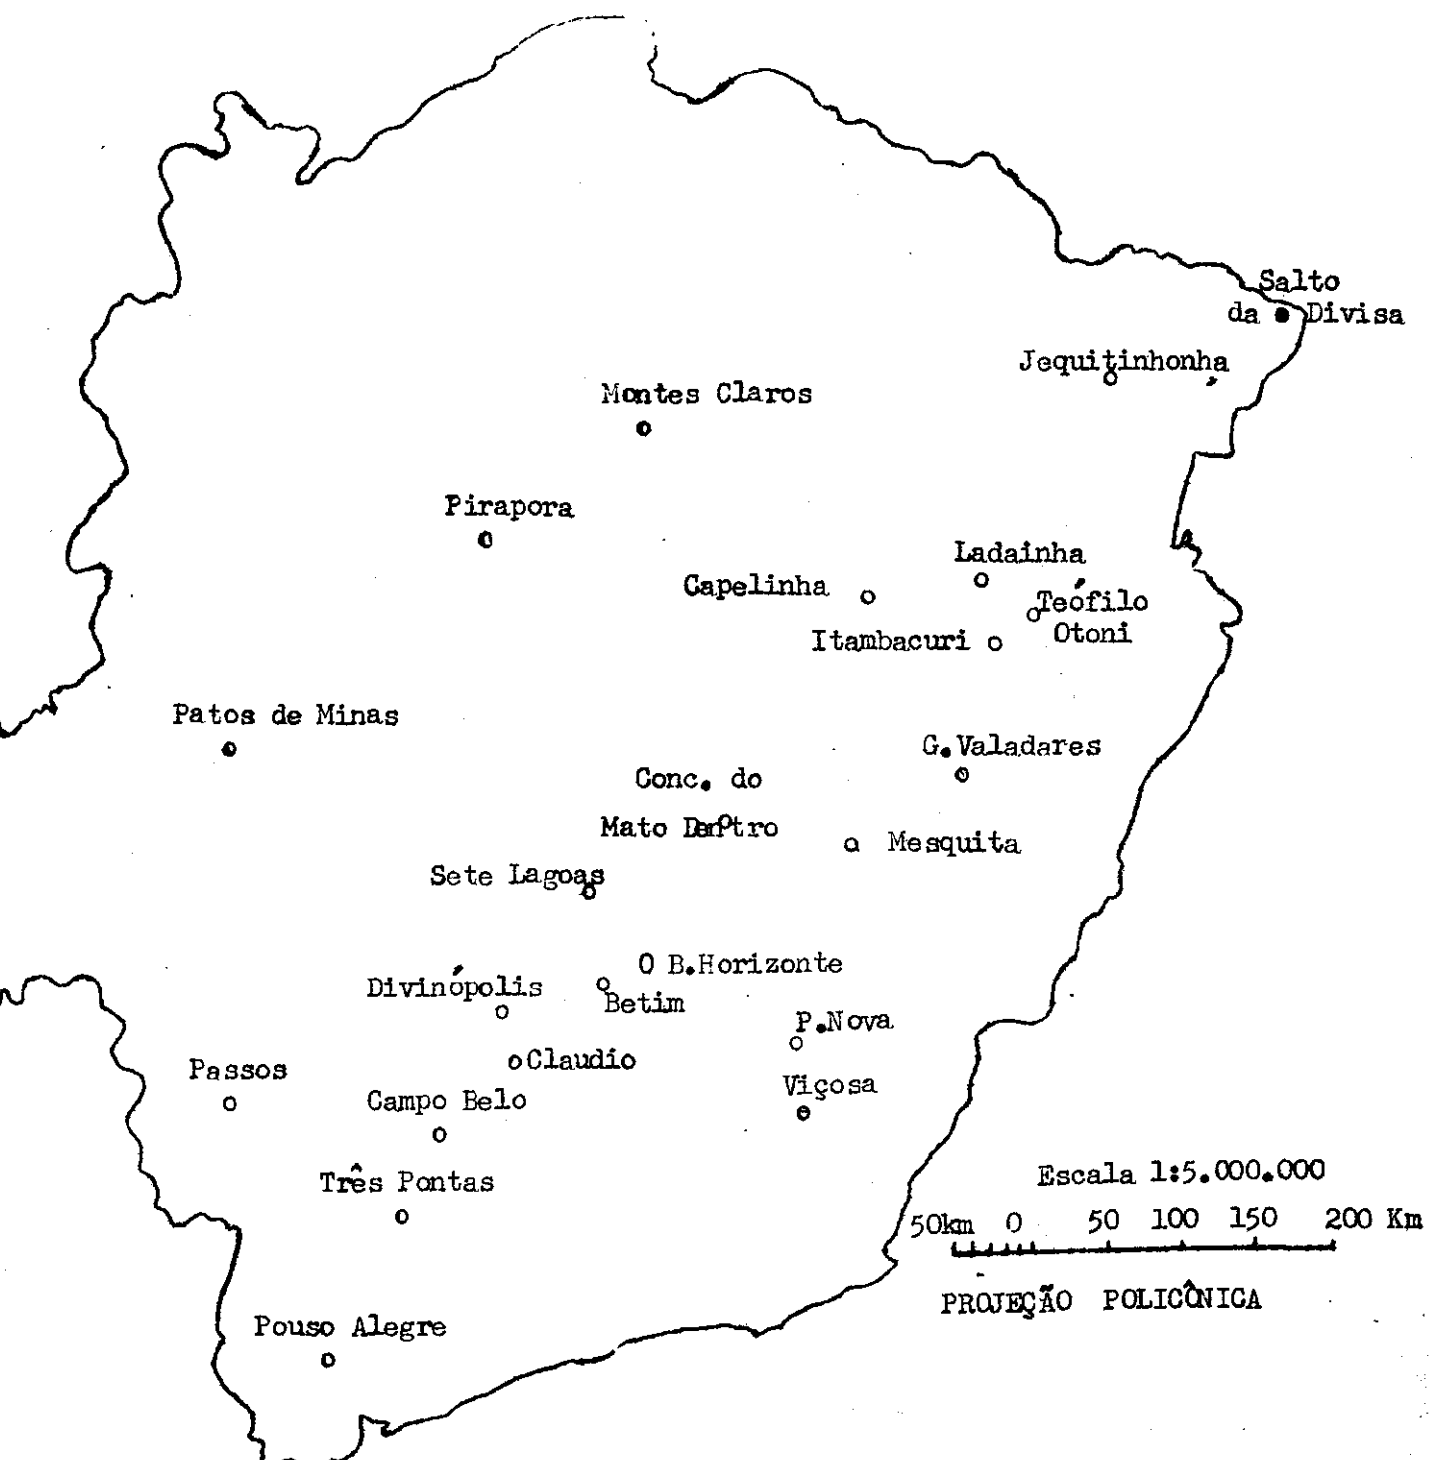 Salto
da Divisa
Jequitinhonha
Montes Claros
Pirapora
Ladainha
Capelinha
Teófilo
Otoni
Itambacuri
Patos de Minas
G.Valadares
Conc. do
Mato Dentro
Mesquita
Sete Lagoas
B.Horizonte
Divinópolis
Betim
P.Nova
Claudio
Passos
Viçosa
Campo Belo
Três Pontas
Escala 1:5.000.000
50km 0 50 100 150 200 Km
PROJEÇÃO POLICÔNICA
Pouso Alegre